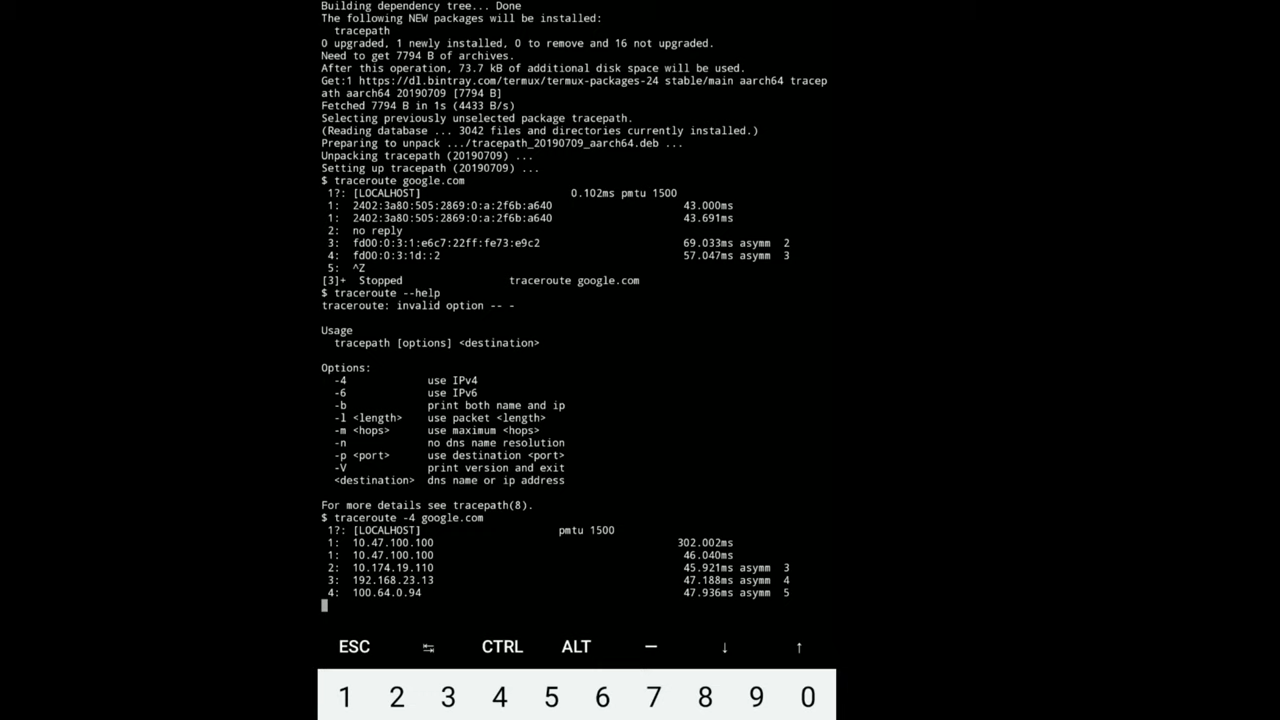 Building dependency tree... Done
The following NEW packages will be installed:
tracepath
0 upgraded, 1 newly installed, 0 to remove and 16 not upgraded.
Need to get 7794 B of archives.
After this operation, 73.7 kB of additional disk space will be used.
Get:1 https://dl.bintray.com/termux/termux-packages-24 stable/main aarch64 tracep
ath aarch64 20190709 [7794 B]
Fetched 7794 B in 1s (4433 B/s)
Selecting previously unselected package tracepath.
(Reading database ... 3042 files and directories currently installed.)
Preparing to unpack .../tracepath_20190709_aarch64.deb ...
Unpacking tracepath (20190709) ...
Setting up tracepath (20190709) ...
$ traceroute google.com
1?: [LOCALHOST] 0.102ms pmtu 1500
1: 2402:3a80:505:2869:0:a:2f6b:a640 43.000ms
1: 2402:3a80:505:2869:0:a:2f6b:a640 43.691ms
2: no reply
3: fd00:0:3:1:e6c7:22ff:fe73:e9c2 69.033ms asymm 2
4: fd00:0:3:1d::2 57.047ms asymm 3
5: ^Z
[3]+ Stopped traceroute google.com
$ traceroute --help
traceroute: invalid option -- -
Usage
tracepath [options] <destination>
Options:
-4 use IPv4
-6 use IPv6
-b print both name and ip
-l <length> use packet <length>
-m <hops> use maximum <hops>
-n no dns name resolution
-p <port> use destination <port>
-V print version and exit
<destination> dns name or ip address
For more details see tracepath(8).
$ traceroute -4 google.com
1?: [LOCALHOST] pmtu 1500
1: 10.47.100.100 302.002ms
1: 10.47.100.100 46.040ms
2: 10.174.19.110 45.921ms asymm 3
3: 192.168.23.13 47.188ms asymm 4
4: 100.64.0.94 47.936ms asymm 5
ESC ↹ CTRL ALT — ↓ ↑
1 2 3 4 5 6 7 8 9 0